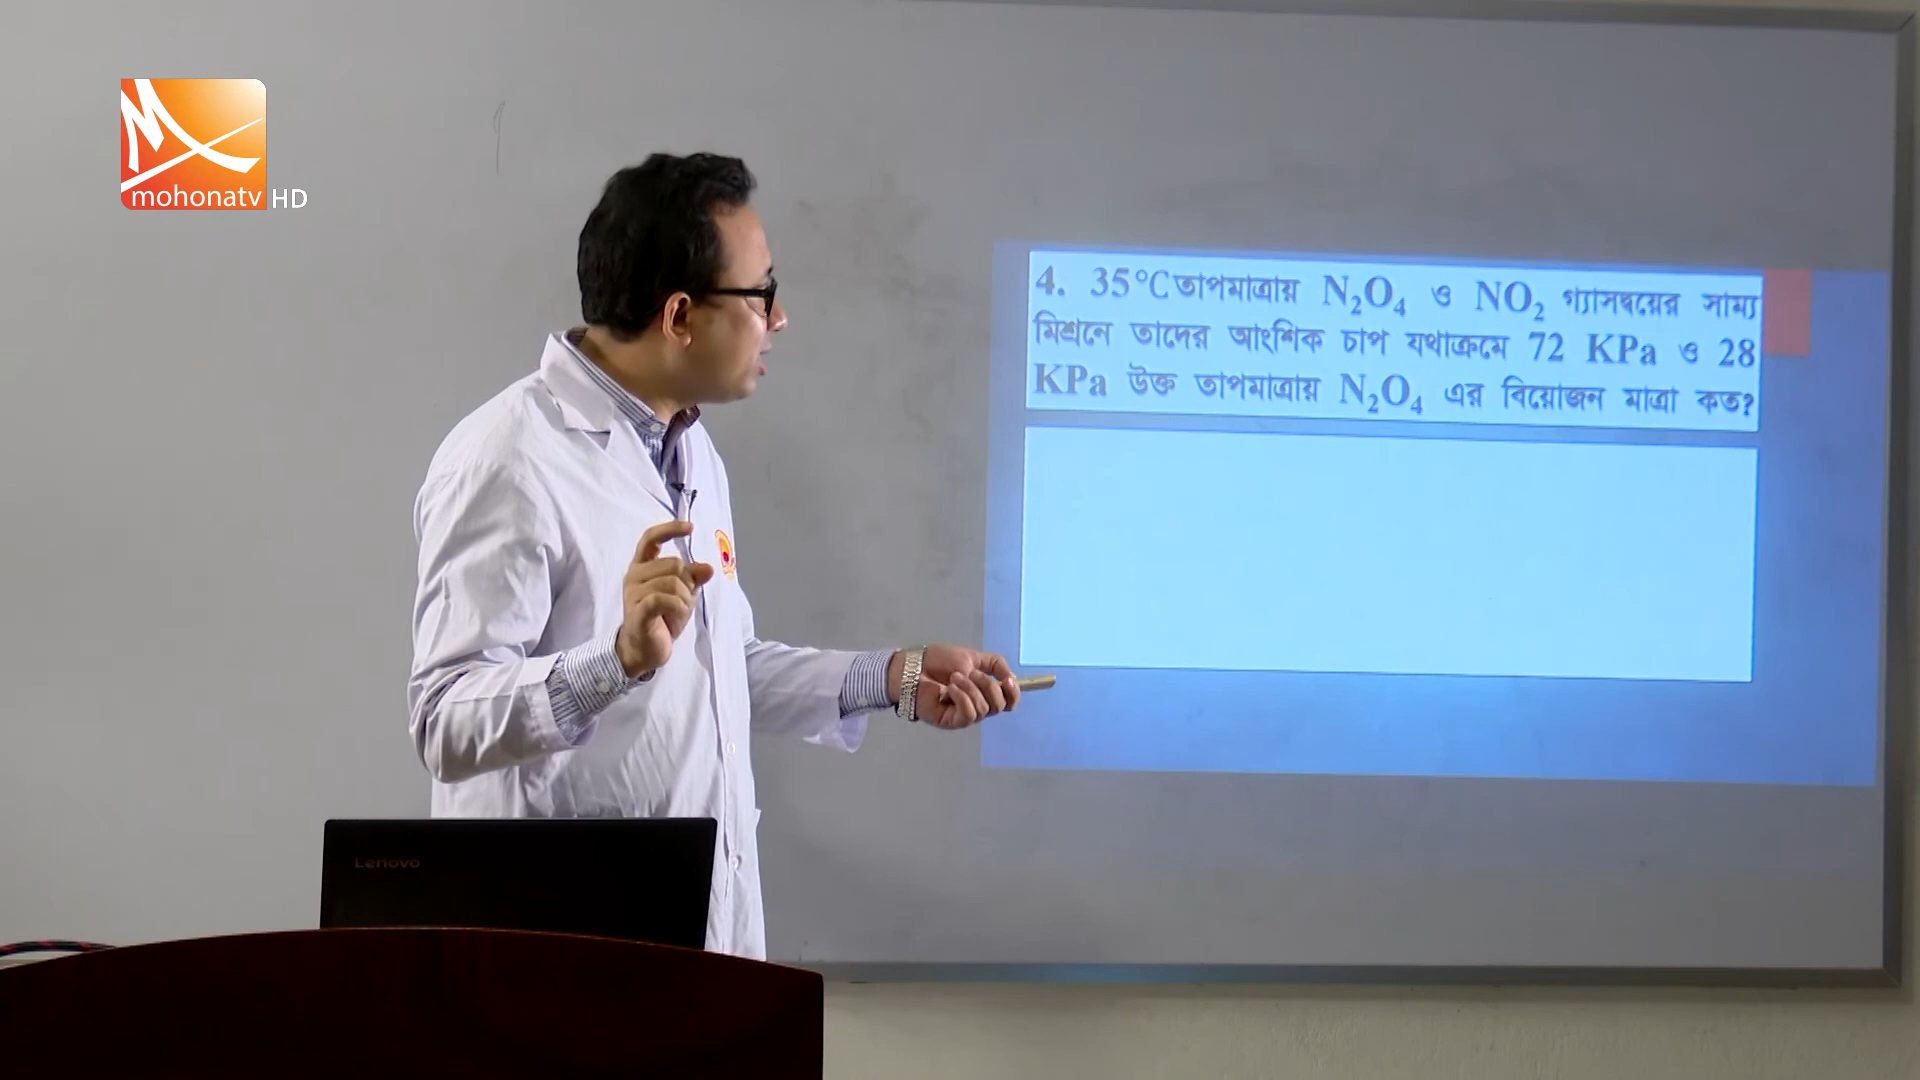 mohonatv HD
4. 35°C তাপমাত্রায় N₂O₄ ও NO₂ গ্যাসদ্বয়ের সাম্য
মিশ্রনে তাদের আংশিক চাপ যথাক্রমে 72 KPa ও 28
KPa উক্ত তাপমাত্রায় N₂O₄ এর বিয়োজন মাত্রা কত?
Lenovo